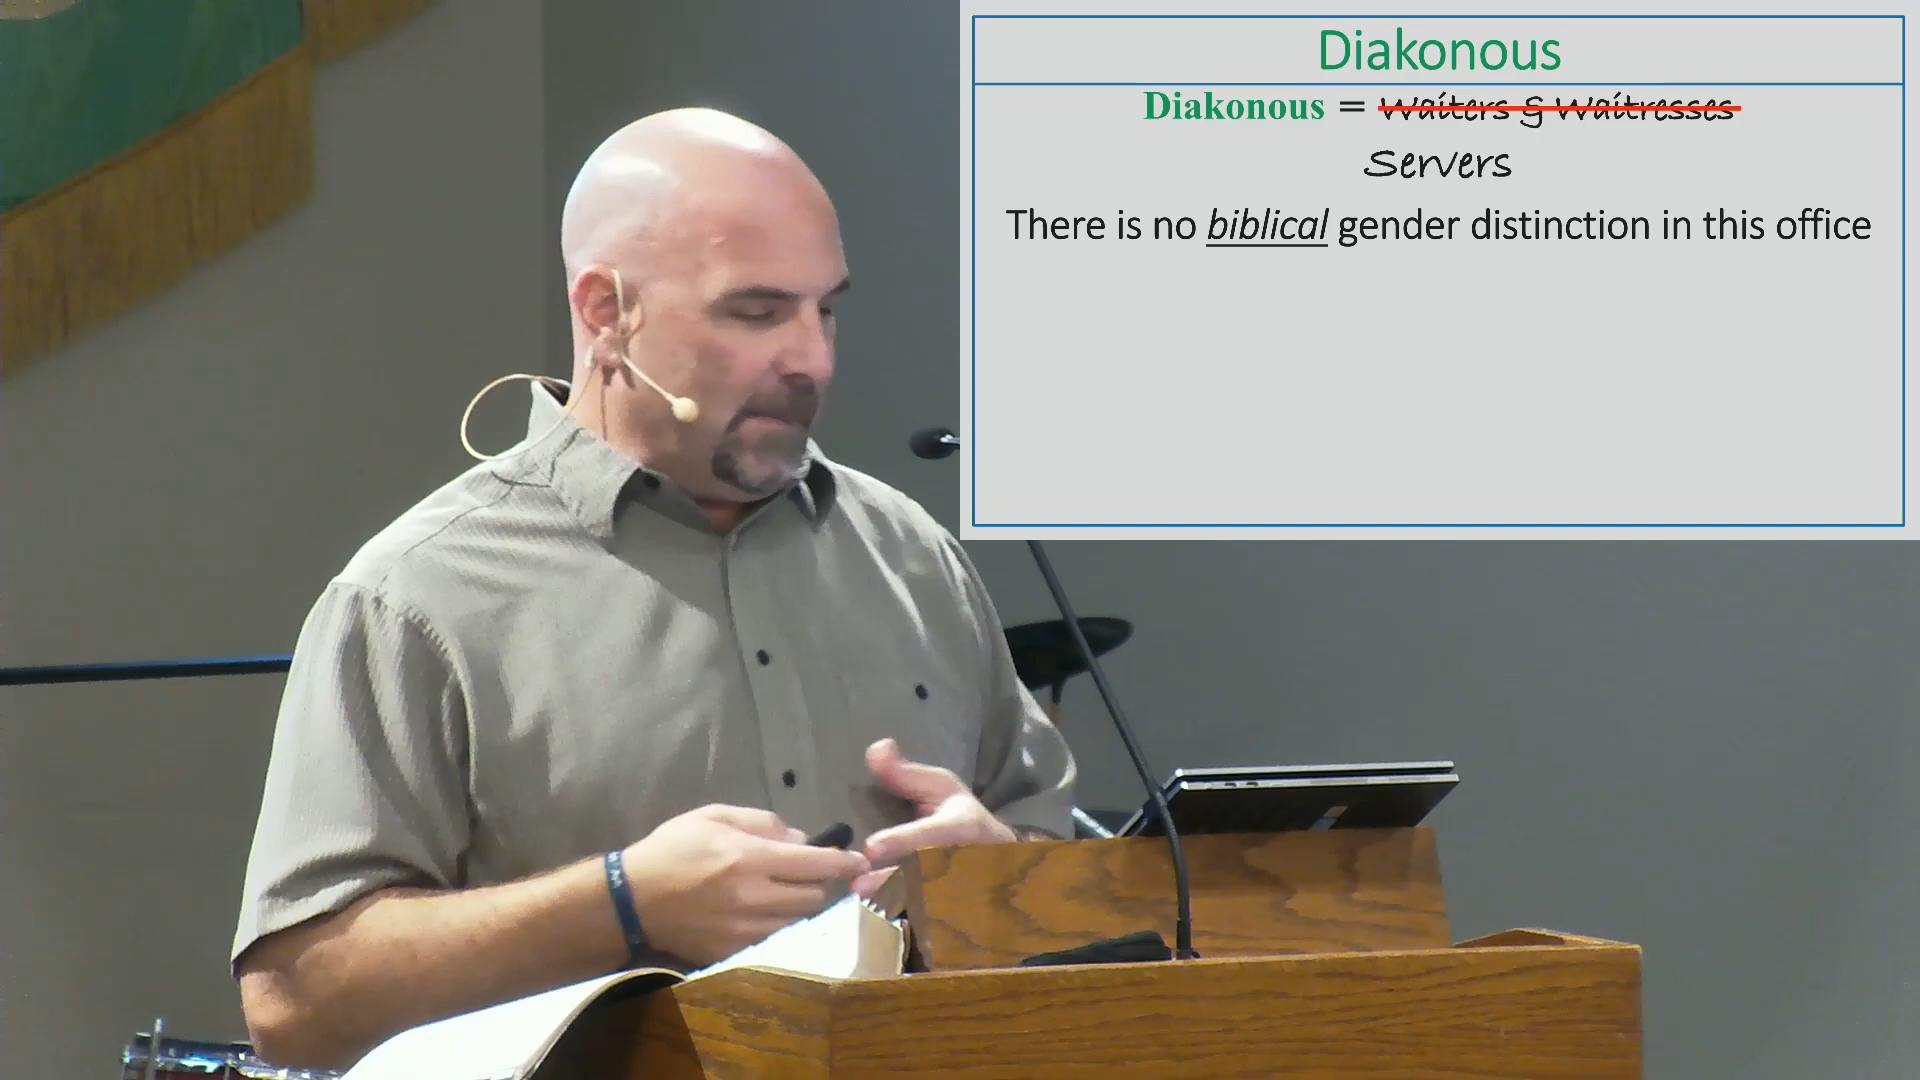 Diakonous
Diakonous = Waiters & Waitresses
Servers
There is no biblical gender distinction in this office